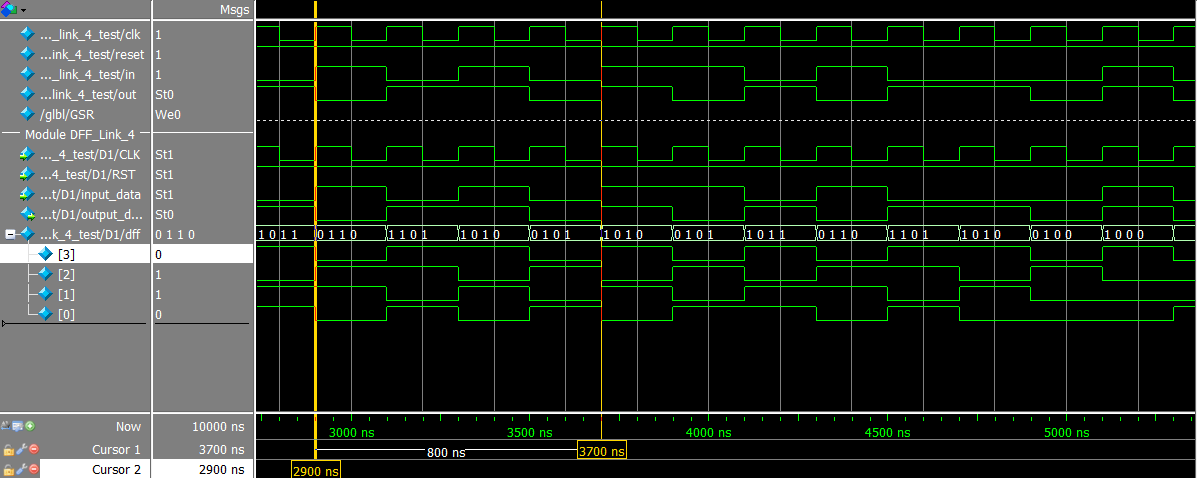 Msgs
..._link_4_test/clk 1
...ink_4_test/reset 1
..._link_4_test/in 1
...link_4_test/out St0
/glbl/GSR We0
Module DFF_Link_4
..._4_test/D1/CLK St1
...4_test/D1/RST St1
...t/D1/input_data St1
...t/D1/output_d... St0
...k_4_test/D1/dff 0 1 1 0 1 0 1 1 0 1 1 0 1 1 0 1 1 0 1 0 0 1 0 1 1 0 1 0 0 1 0 1 1 0 1 1 0 1 1 0 1 1 0 1 1 0 1 0 0 1 0 0 1 0 0 0
[3] 0
[2] 1
[1] 1
[0] 0
Now 10000 ns 3000 ns 3500 ns 4000 ns 4500 ns 5000 ns
Cursor 1 3700 ns 800 ns 3700 ns
Cursor 2 2900 ns 2900 ns